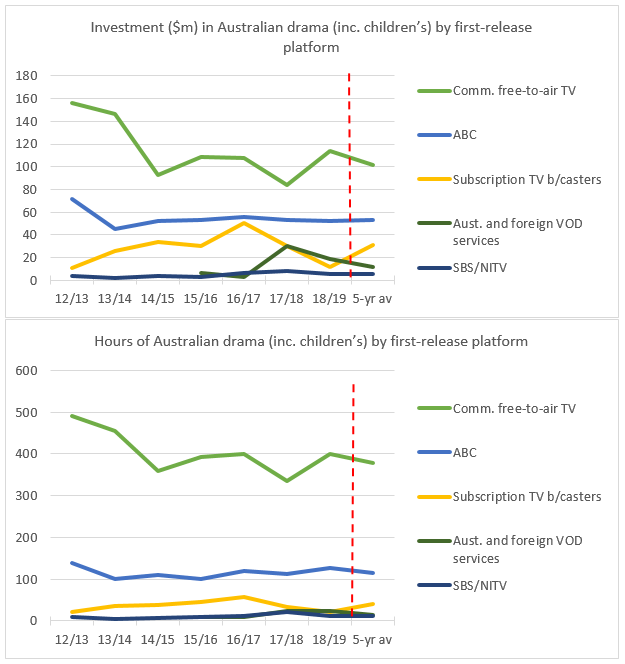 Investment ($m) in Australian drama (inc. children’s) by first-release
platform
180
160
140
120
100
80
60
40
20
0
12/13 13/14 14/15 15/16 16/17 17/18 18/19 5-yr av
Comm. free-to-air TV
ABC
Subscription TV b/casters
Aust. and foreign VOD
services
SBS/NITV
Hours of Australian drama (inc. children’s) by first-release platform
600
500
400
300
200
100
0
12/13 13/14 14/15 15/16 16/17 17/18 18/19 5-yr av
Comm. free-to-air TV
ABC
Subscription TV b/casters
Aust. and foreign VOD
services
SBS/NITV